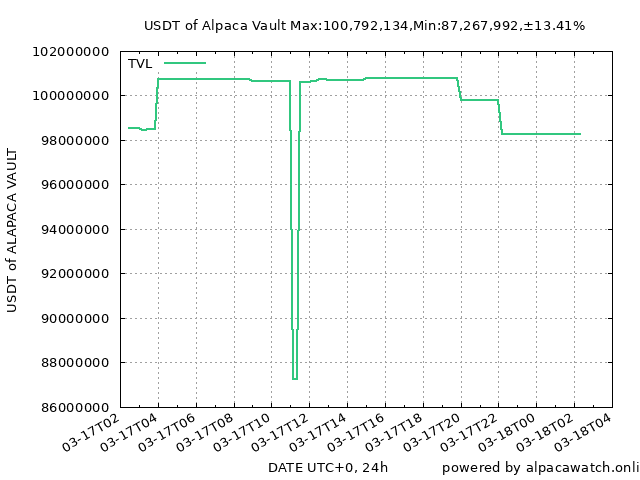 USDT of Alpaca Vault Max:100,792,134,Min:87,267,992,±13.41%
102000000
TVL
100000000
98000000
96000000
94000000
92000000
90000000
88000000
86000000
USDT of ALAPACA VAULT
03-17T02
03-17T04
03-17T06
03-17T08
03-17T10
03-17T12
03-17T14
03-17T16
03-17T18
03-17T20
03-17T22
03-18T00
03-18T02
03-18T04
DATE UTC+0, 24h
powered by alpacawatch.onli